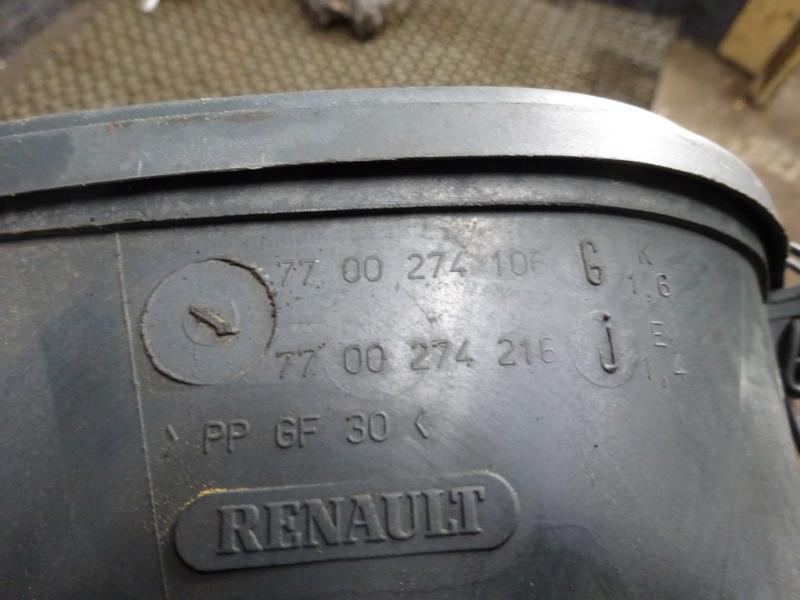 77 00 274 106 G K
1,6
77 00 274 216 j E
1,4
> PP GF 30 <
RENAULT